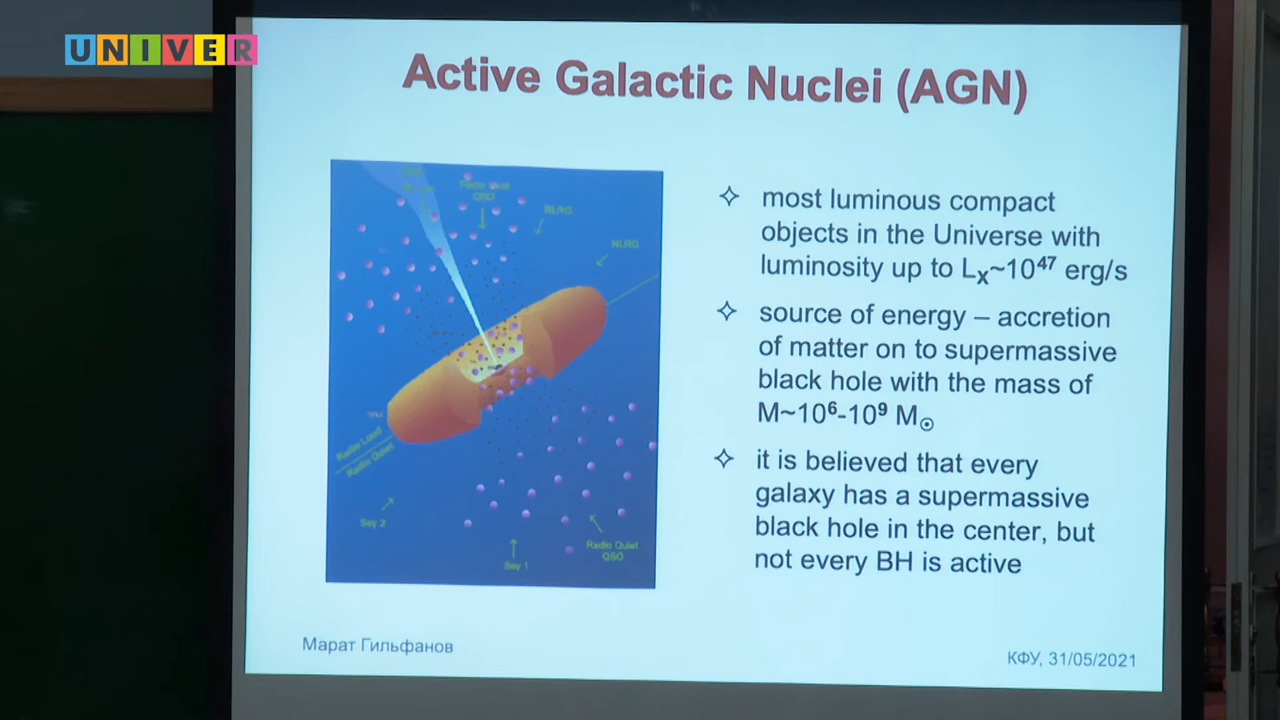 UNIVER
Active Galactic Nuclei (AGN)
Radio Loud
QSO
BLRG
NLRG
Radio Loud
Radio Quiet
Sey 2
Sey 1
Radio Quiet
QSO
✧ most luminous compact
objects in the Universe with
luminosity up to Lx~10⁴⁷ erg/s
✧ source of energy – accretion
of matter on to supermassive
black hole with the mass of
M~10⁶-10⁹ M☉
✧ it is believed that every
galaxy has a supermassive
black hole in the center, but
not every BH is active
Марат Гильфанов
КФУ, 31/05/2021